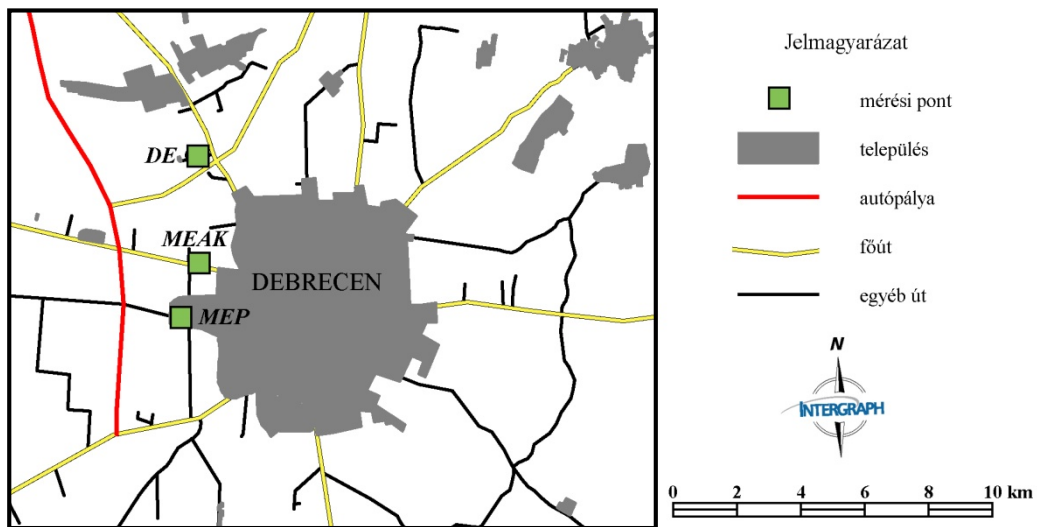 DE
MEAK
DEBRECEN
MEP
Jelmagyarázat
mérési pont
település
autópálya
főút
egyéb út
N
INTERGRAPH
0 2 4 6 8 10 km